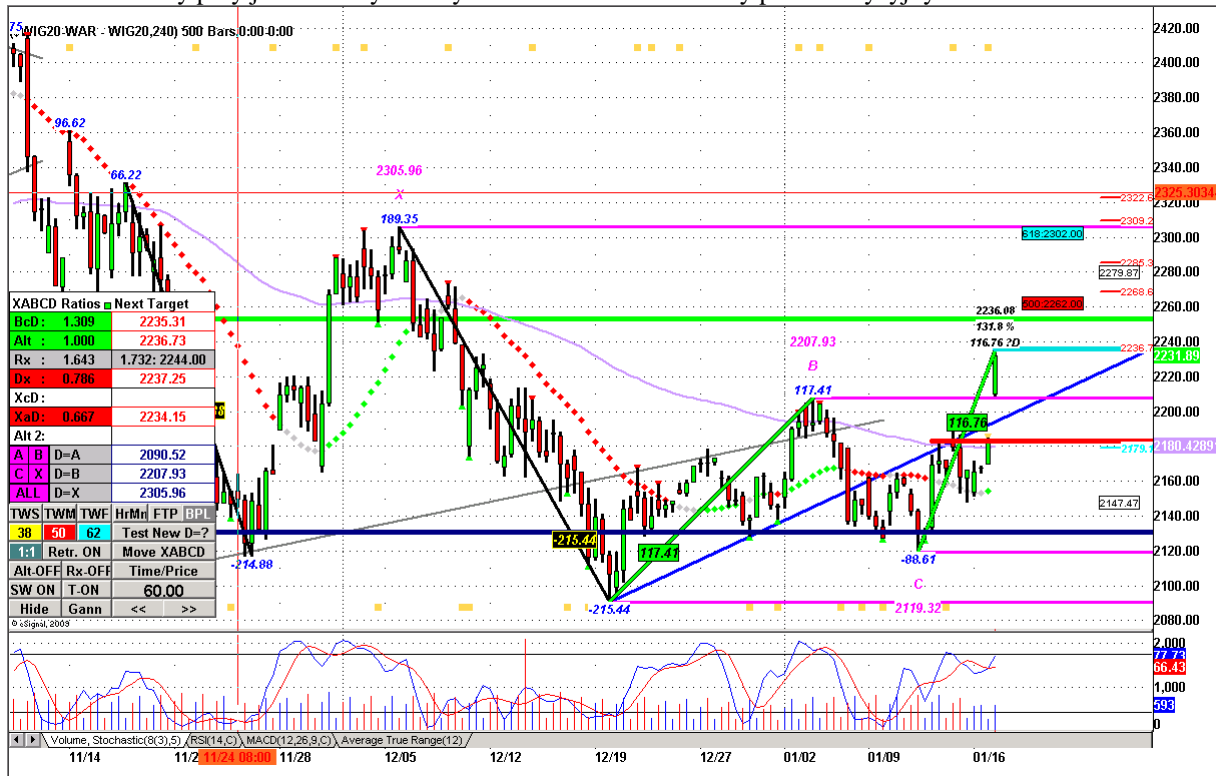 WIG20-WAR - WIG20,240) 500 Bars 0:00-0:00
75
96.62
66.22
2305.96
X
189.35
2420.00
2400.00
2380.00
2360.00
2340.00
2325.3034
2320.00
2300.00
2280.00
2260.00
2240.00
2231.89
2220.00
2200.00
2180.4289
2160.00
2140.00
2120.00
2100.00
2080.00
2322.6
2309.2
618:2302.00
2285.3
2279.87
2268.6
500:2262.00
2236.08
131.8 %
116.76 ?D
2236.7
2207.93
B
117.41
116.76
2179.1
2147.47
-215.44
117.41
-214.88
-215.44
-88.61
C
2119.32
XABCD Ratios Next Target
BcD : 1.309 2235.31
Alt : 1.000 2236.73
Rx : 1.643 1.732: 2244.00
Dx : 0.786 2237.25
XcD :
XaD: 0.667 2234.15
Alt 2:
A B D=A 2090.52
C X D=B 2207.93
ALL D=X 2305.96
TWS TWM TWF HrMn FTP BPL
38 50 62 Test New D=?
1:1 Retr. ON Move XABCD
Alt-OFF Rx-OFF Time/Price
SW ON T-ON 60.00
Hide Gann << >>
© eSignal, 2009
2,000
77.73
66.43
1,000
593
0
Volume, Stochastic(8(3),5) RSI(14,C) MACD(12,26,9,C) Average True Range(12)
11/14 11/2 11/24 08:00 11/28 12/05 12/12 12/19 12/27 01/02 01/09 01/16